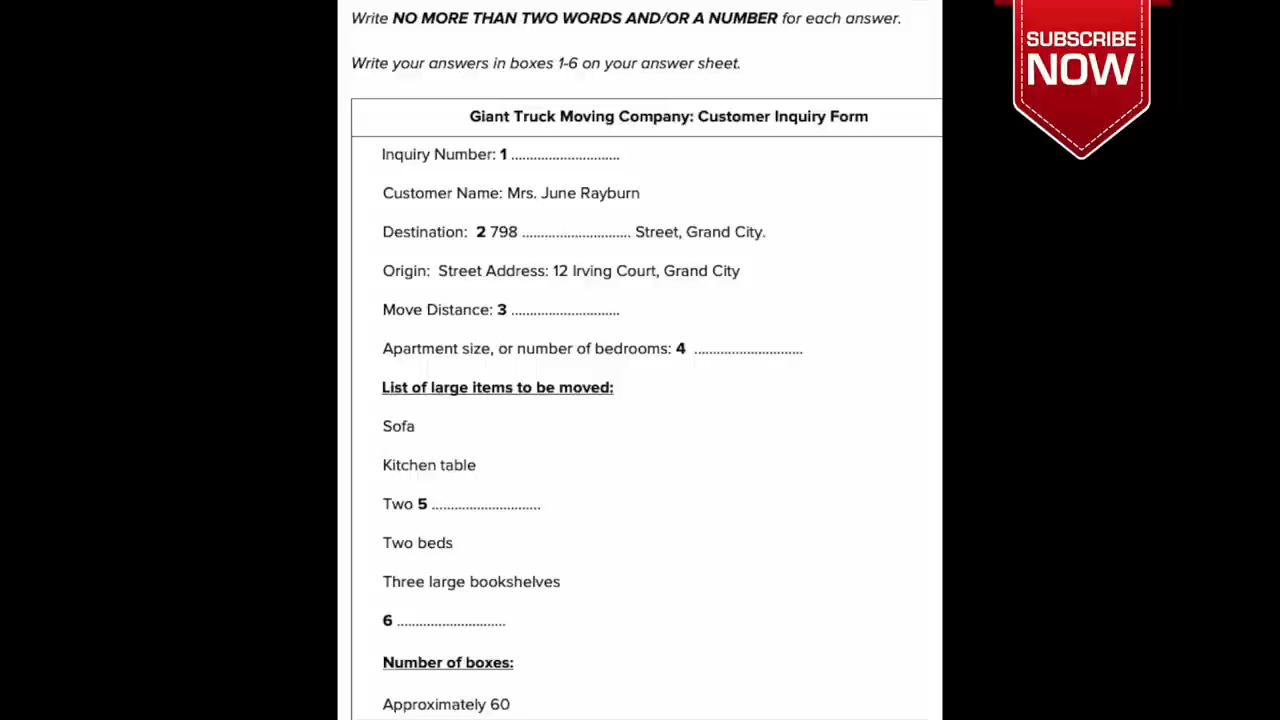 Write NO MORE THAN TWO WORDS AND/OR A NUMBER for each answer.
Write your answers in boxes 1-6 on your answer sheet.
SUBSCRIBE
NOW
Giant Truck Moving Company: Customer Inquiry Form
Inquiry Number: 1 ............................
Customer Name: Mrs. June Rayburn
Destination: 2 798 ............................ Street, Grand City.
Origin: Street Address: 12 Irving Court, Grand City
Move Distance: 3 ............................
Apartment size, or number of bedrooms: 4 ............................
List of large items to be moved:
Sofa
Kitchen table
Two 5 ............................
Two beds
Three large bookshelves
6 ............................
Number of boxes:
Approximately 60